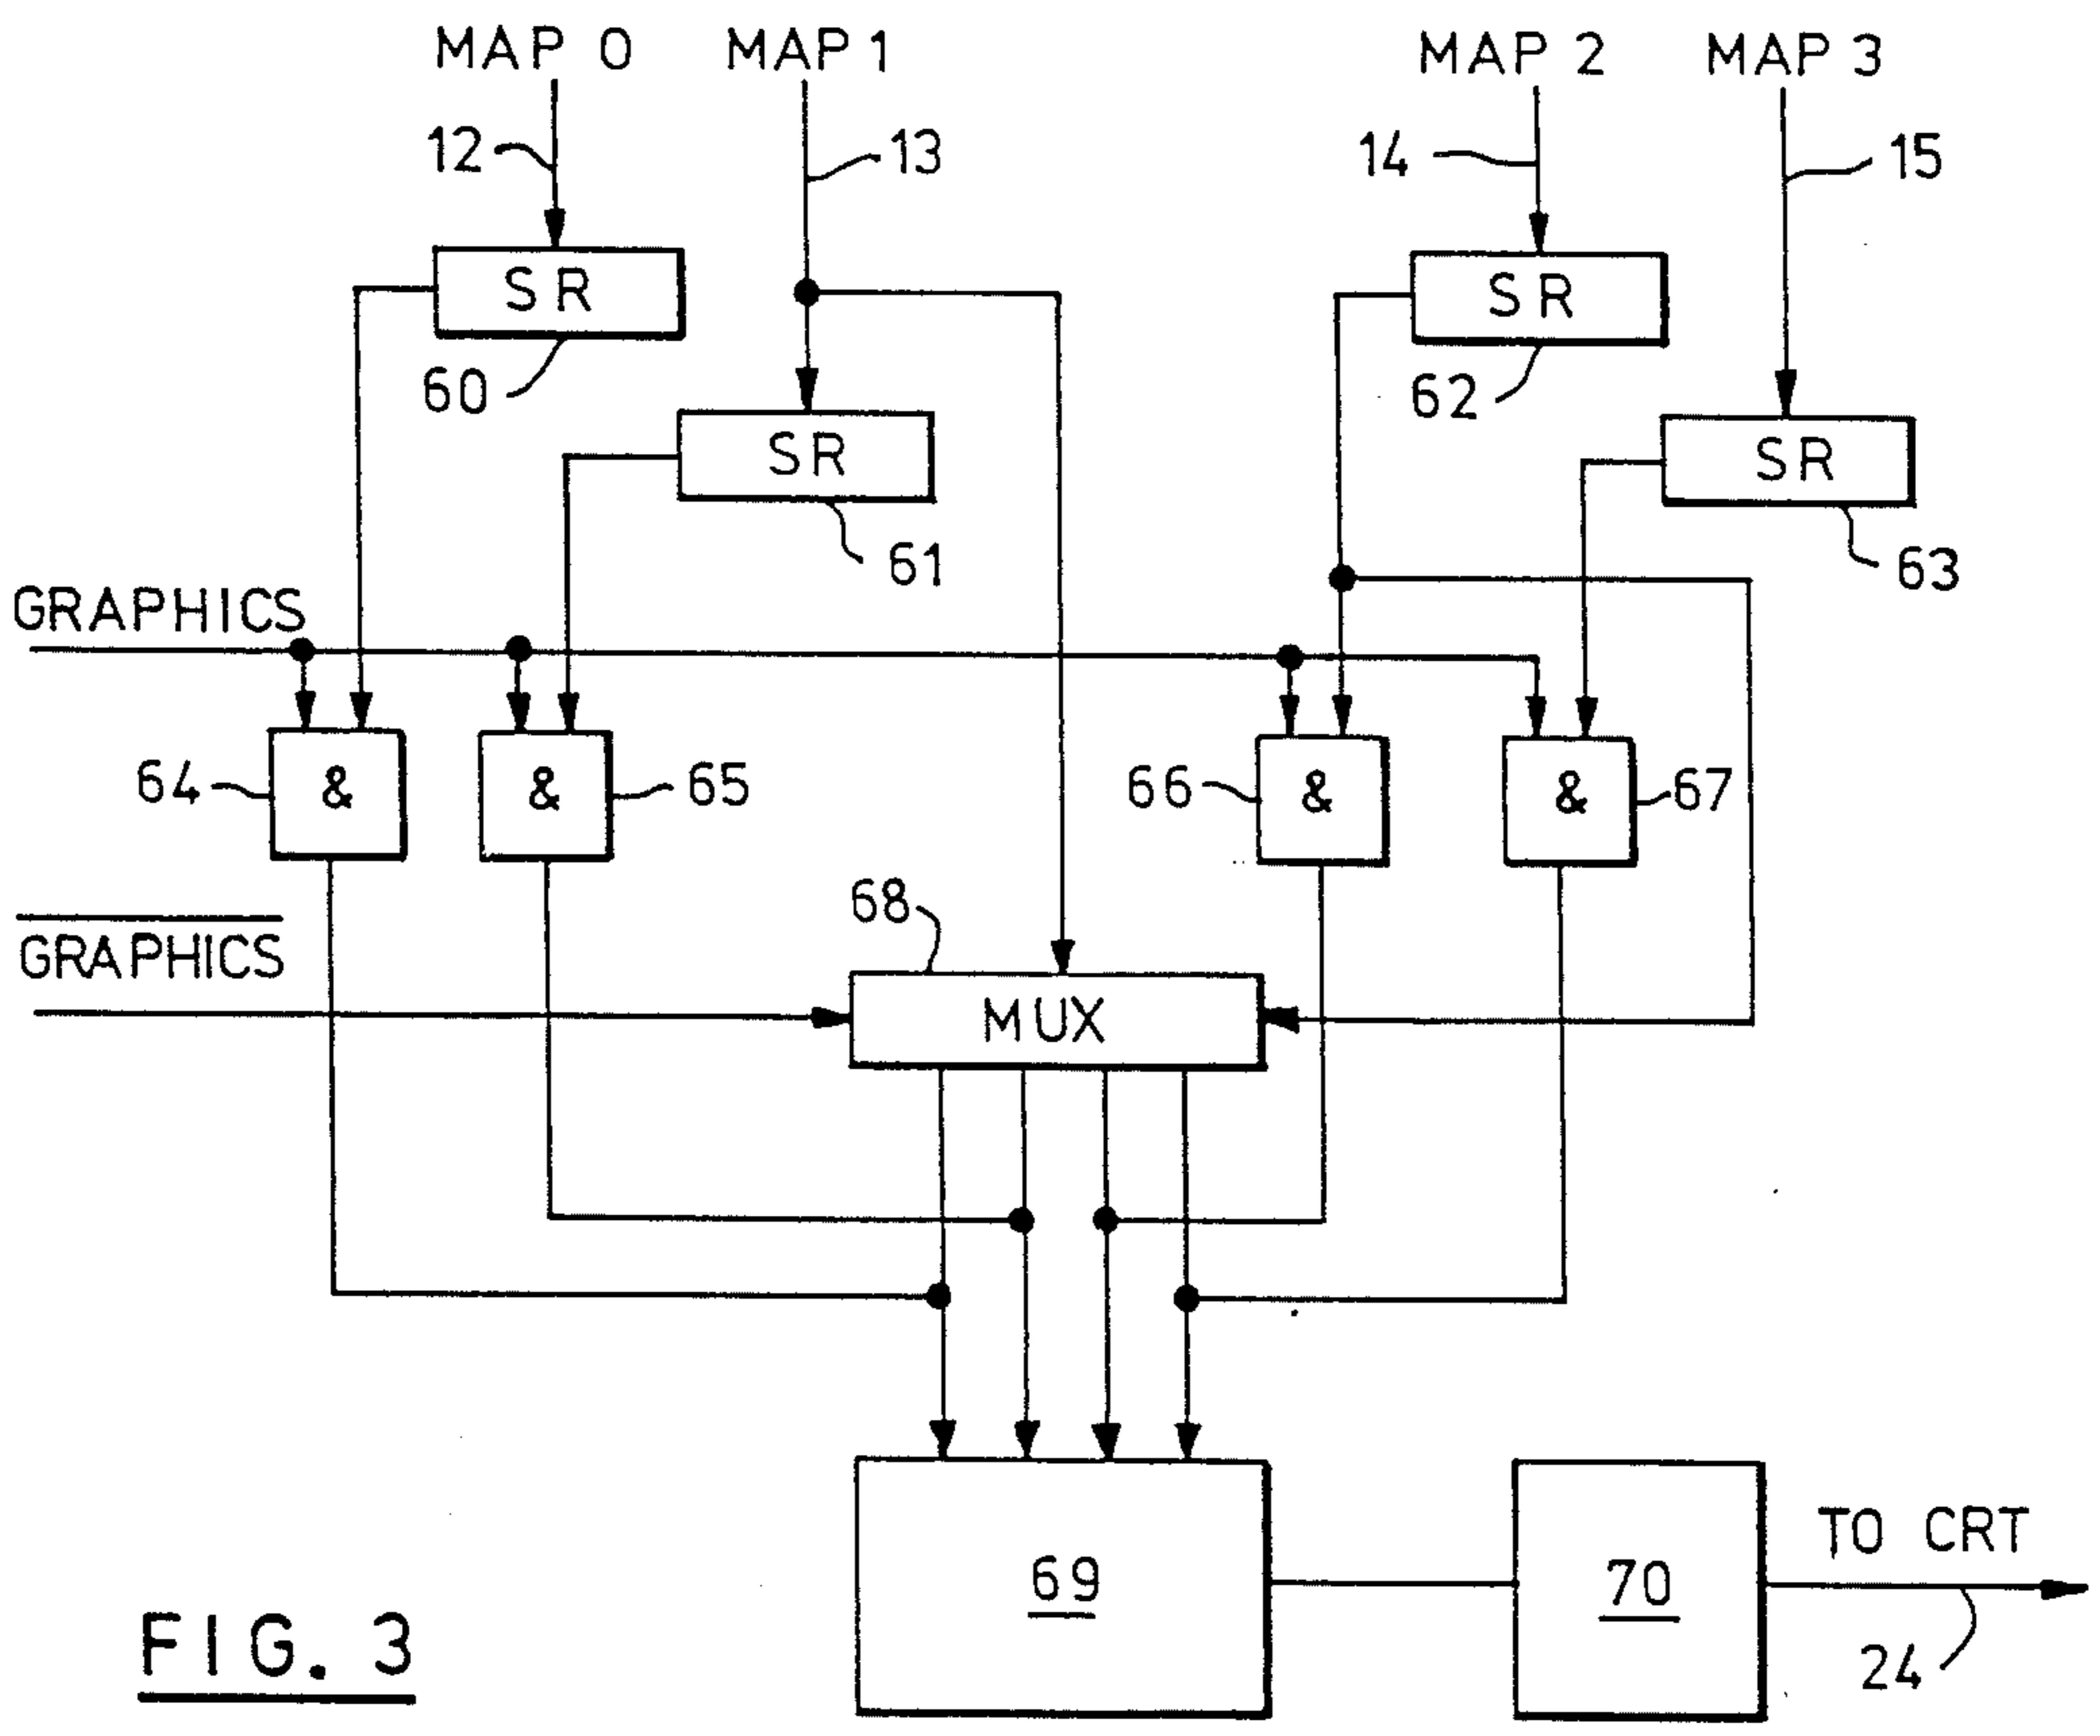 MAP 0
MAP 1
MAP 2
MAP 3
12
13
14
15
SR
SR
60
62
SR
SR
61
63
GRAPHICS
64
&
&
65
66
&
&
67
68
GRAPHICS
MUX
TO CRT
69
70
24
FIG. 3